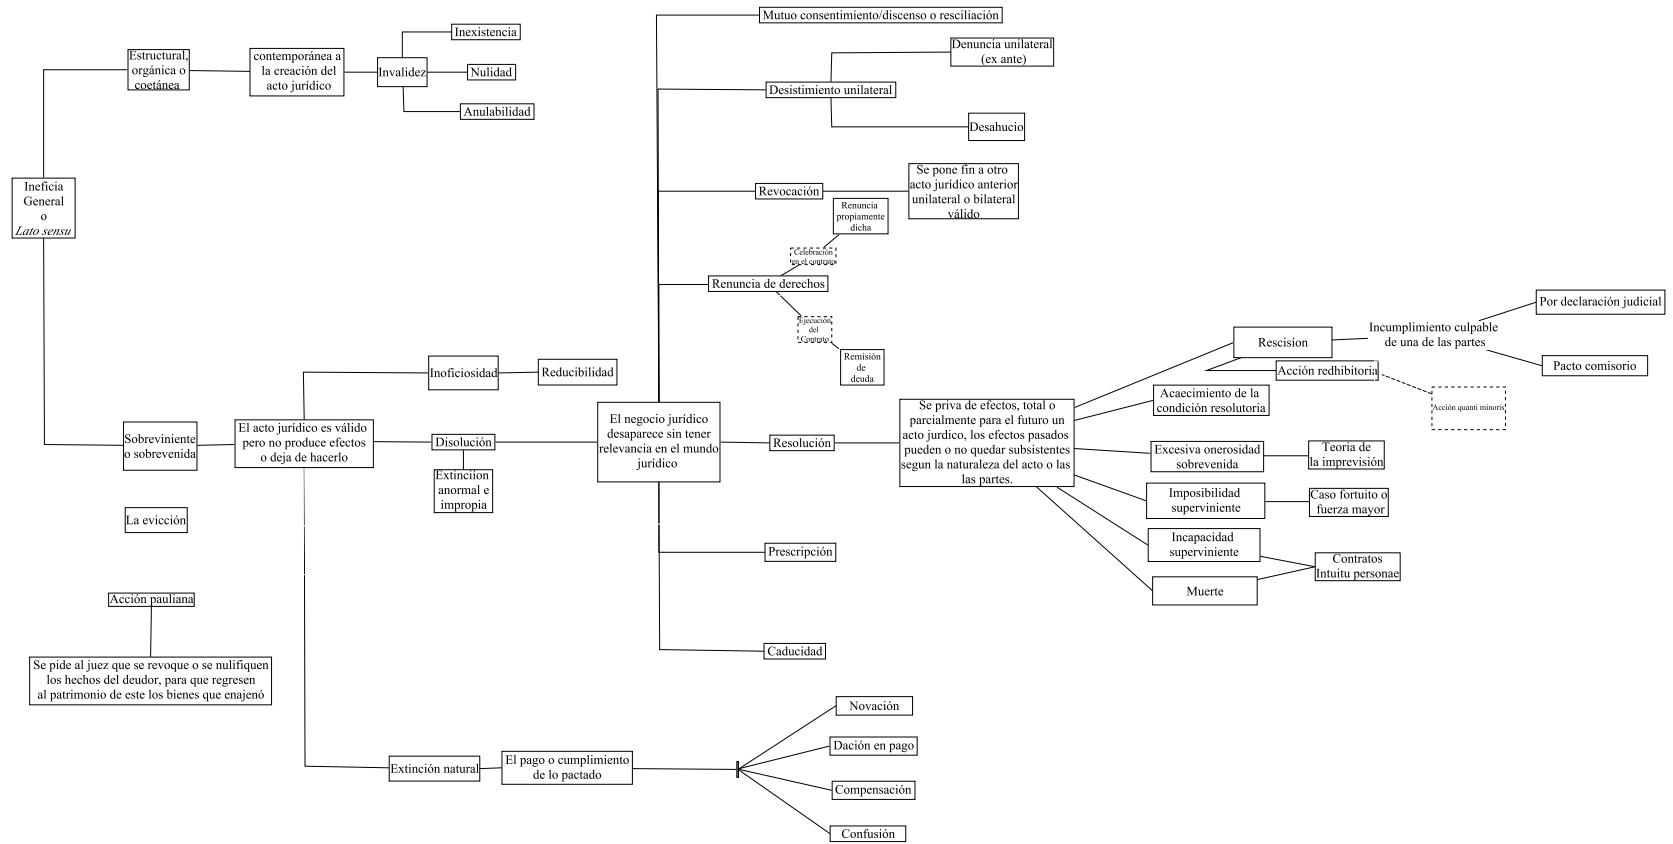 Ineficia
General
o
Lato sensu
Estructural,
orgánica o
coetánea
contemporánea a
la creación del
acto jurídico
Invalidez
Inexistencia
Nulidad
Anulabilidad
Sobreviniente
o sobrevenida
El acto jurídico es válido
pero no produce efectos
o deja de hacerlo
Inoficiosidad
Reducibilidad
Disolución
Extinciion
anormal e
impropia
El negocio jurídico
desaparece sin tener
relevancia en el mundo
jurídico
Mutuo consentimiento/discenso o resciliación
Desistimiento unilateral
Denuncia unilateral
(ex ante)
Desahucio
Revocación
Se pone fin a otro
acto jurídico anterior
unilateral o bilateral
válido
Renuncia de derechos
Celebración
en el contrato
Renuncia
propiamente
dicha
Ejecución
del
Contrato
Remisión
de
deuda
Resolución
Se priva de efectos, total o
parcialmente para el futuro un
acto jurdico, los efectos pasados
pueden o no quedar subsistentes
segun la naturaleza del acto o las
las partes.
Rescisíon
Incumplimiento culpable
de una de las partes
Por declaración judicial
Pacto comisorio
Acción redhibitoria
Acción quanti minoris
Acaecimiento de la
condición resolutoria
Excesiva onerosidad
sobrevenida
Teoría de
la imprevisión
Imposibilidad
superviniente
Caso fortuito o
fuerza mayor
Incapacidad
superviniente
Muerte
Contratos
Intuitu personae
Prescripción
Caducidad
La evicción
Acción pauliana
Se pide al juez que se revoque o se nulifiquen
los hechos del deudor, para que regresen
al patrimonio de este los bienes que enajenó
Extinción natural
El pago o cumplimiento
de lo pactado
Novación
Dación en pago
Compensación
Confusión